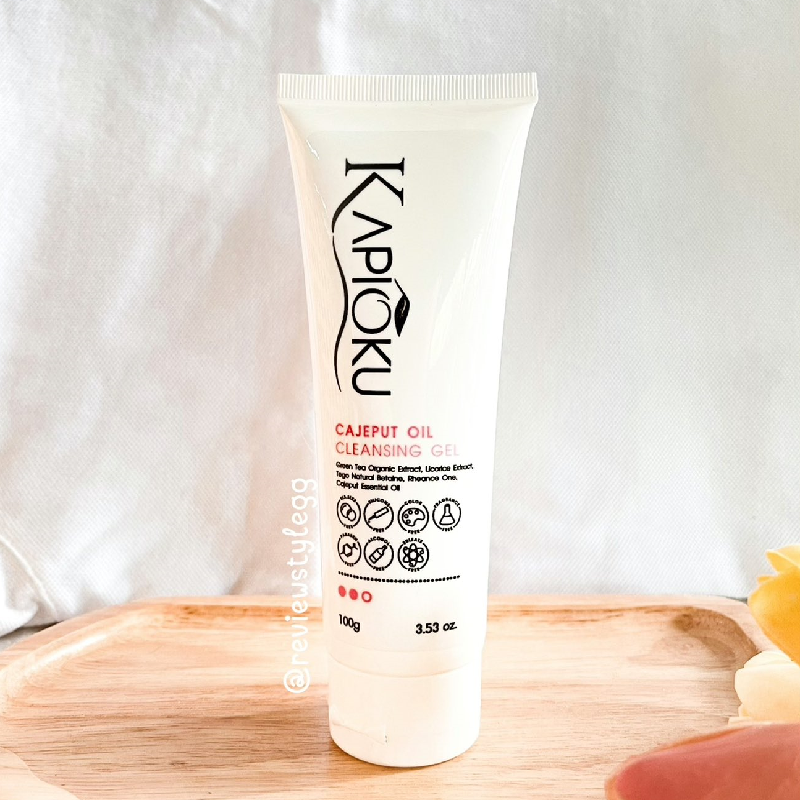 KAPIOKU
CAJEPUT OIL
CLEANSING GEL
Green Tea Organic Extract, Licorice Extract,
Tego Natural Betaine, Rheance One,
Cajeput Essential Oil
100g 3.53 oz.
@reviewstylegg